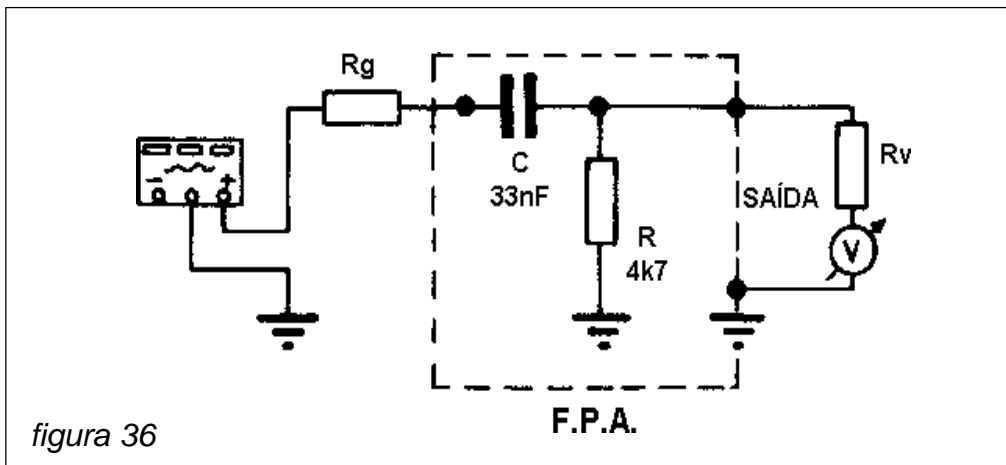 Rg
C
33nF
R
4k7
SAÍDA
Rv
V
- +
F.P.A.
figura 36